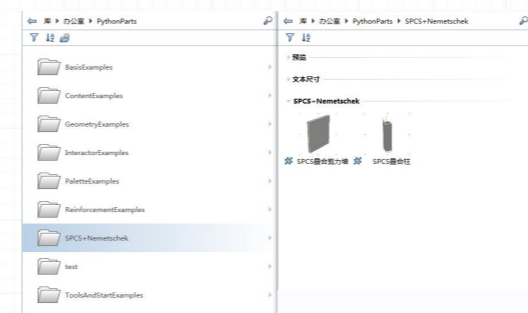 库 ▸ 办公室 ▸ PythonParts
BasisExamples
ContentExamples
GeometryExamples
InteractorExamples
PaletteExamples
RainforcementExamples
SPCS+Nemetschek
test
ToolsAndStartExamples
库 ▸ 办公室 ▸ PythonParts ▸ SPCS+Nemetschek
预览
文本尺寸
SPCS-Nemetschek
SPCS叠合剪力墙
SPCS叠合柱